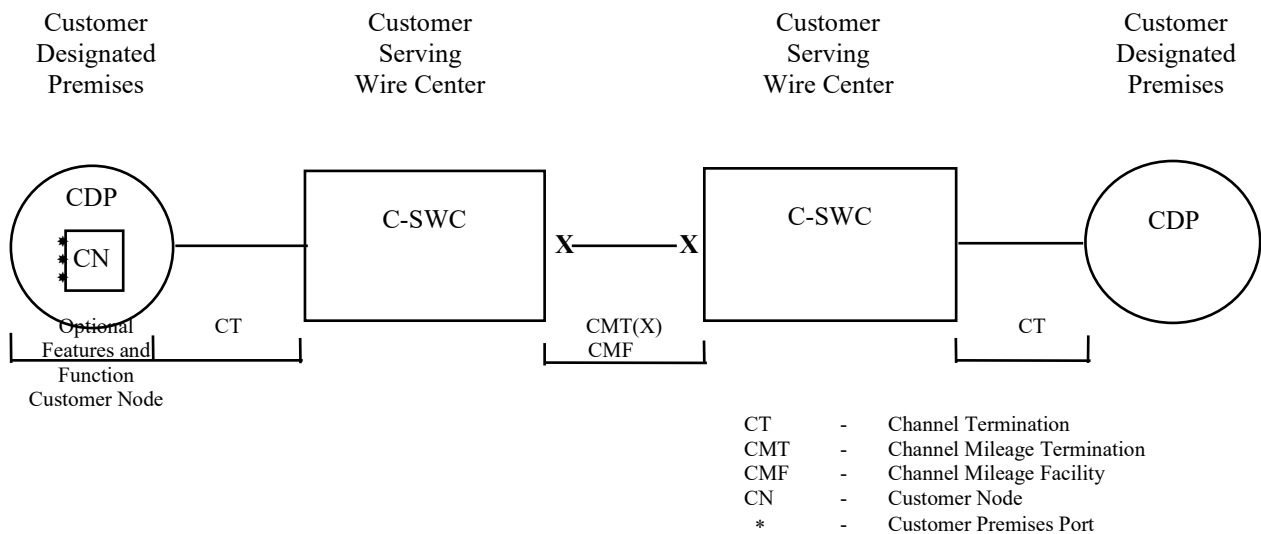 Customer
Designated
Premises
Customer
Serving
Wire Center
Customer
Serving
Wire Center
Customer
Designated
Premises
CDP
CN
C-SWC
X
X
C-SWC
CDP
Optional
Features and
Function
Customer Node
CT
CMT(X)
CMF
CT
CT - Channel Termination
CMT - Channel Mileage Termination
CMF - Channel Mileage Facility
CN - Customer Node
* - Customer Premises Port